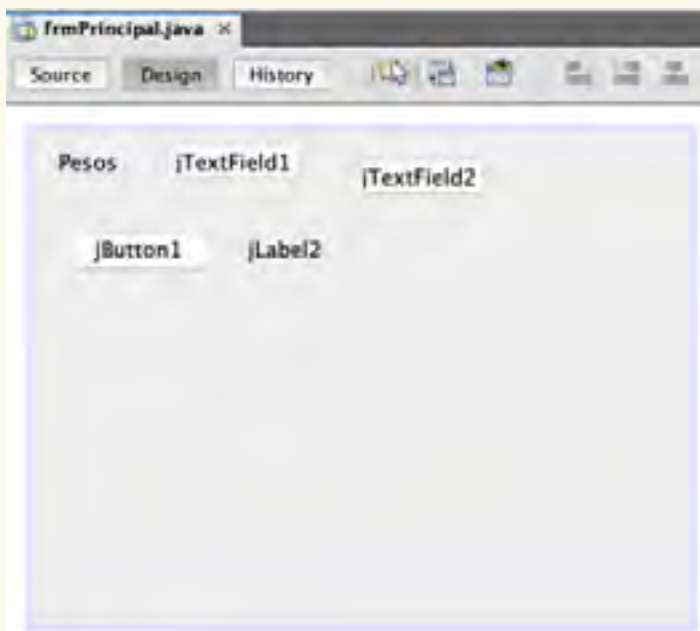 frmPrincipal.java ×
Source Design History
Pesos jTextField1
jTextField2
jButton1 jLabel2